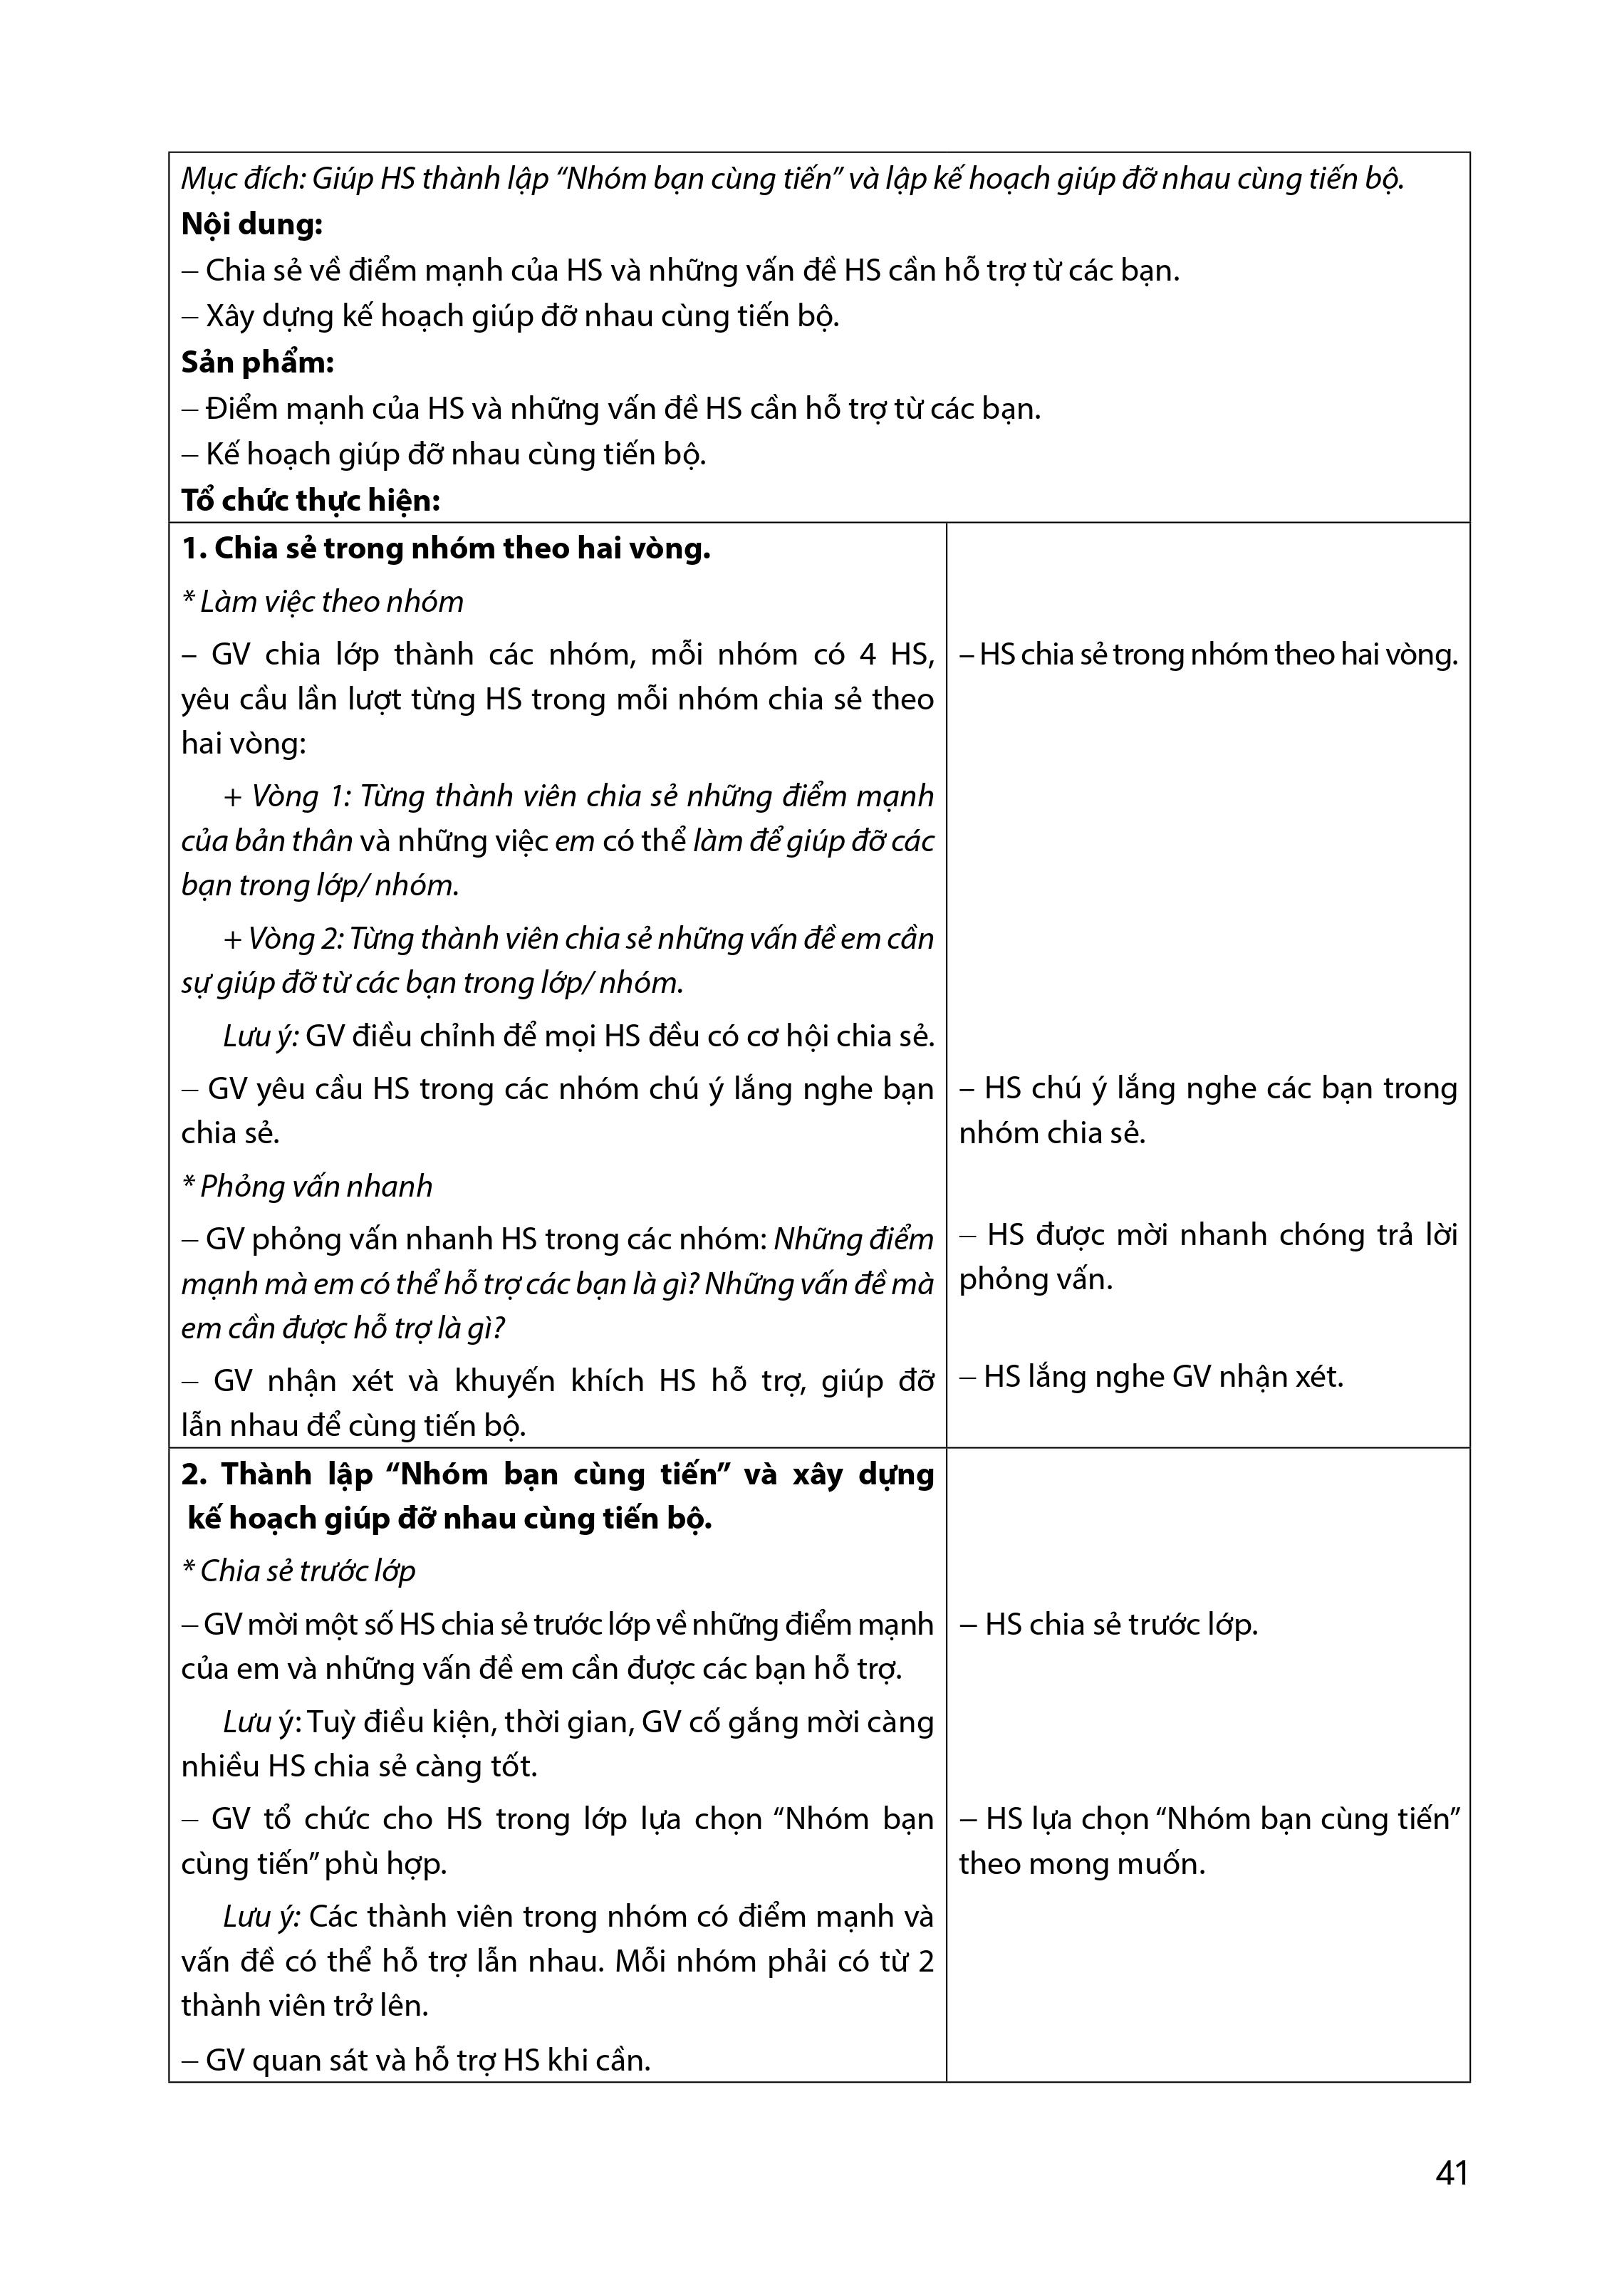 Mục đích: Giúp HS thành lập “Nhóm bạn cùng tiến” và lập kế hoạch giúp đỡ nhau cùng tiến bộ.
Nội dung:
– Chia sẻ về điểm mạnh của HS và những vấn đề HS cần hỗ trợ từ các bạn.
– Xây dựng kế hoạch giúp đỡ nhau cùng tiến bộ.
Sản phẩm:
– Điểm mạnh của HS và những vấn đề HS cần hỗ trợ từ các bạn.
– Kế hoạch giúp đỡ nhau cùng tiến bộ.
Tổ chức thực hiện:
1. Chia sẻ trong nhóm theo hai vòng.
* Làm việc theo nhóm
– GV chia lớp thành các nhóm, mỗi nhóm có 4 HS,
yêu cầu lần lượt từng HS trong mỗi nhóm chia sẻ theo
hai vòng:
+ Vòng 1: Từng thành viên chia sẻ những điểm mạnh
của bản thân và những việc em có thể làm để giúp đỡ các
bạn trong lớp/ nhóm.
+ Vòng 2: Từng thành viên chia sẻ những vấn đề em cần
sự giúp đỡ từ các bạn trong lớp/ nhóm.
Lưu ý: GV điều chỉnh để mọi HS đều có cơ hội chia sẻ.
– GV yêu cầu HS trong các nhóm chú ý lắng nghe bạn
chia sẻ.
* Phỏng vấn nhanh
– GV phỏng vấn nhanh HS trong các nhóm: Những điểm
mạnh mà em có thể hỗ trợ các bạn là gì? Những vấn đề mà
em cần được hỗ trợ là gì?
– GV nhận xét và khuyến khích HS hỗ trợ, giúp đỡ
lẫn nhau để cùng tiến bộ.
– HS chia sẻ trong nhóm theo hai vòng.
– HS chú ý lắng nghe các bạn trong
nhóm chia sẻ.
– HS được mời nhanh chóng trả lời
phỏng vấn.
– HS lắng nghe GV nhận xét.
2. Thành lập “Nhóm bạn cùng tiến” và xây dựng
kế hoạch giúp đỡ nhau cùng tiến bộ.
* Chia sẻ trước lớp
– GV mời một số HS chia sẻ trước lớp về những điểm mạnh
của em và những vấn đề em cần được các bạn hỗ trợ.
Lưu ý: Tuỳ điều kiện, thời gian, GV cố gắng mời càng
nhiều HS chia sẻ càng tốt.
– GV tổ chức cho HS trong lớp lựa chọn “Nhóm bạn
cùng tiến” phù hợp.
Lưu ý: Các thành viên trong nhóm có điểm mạnh và
vấn đề có thể hỗ trợ lẫn nhau. Mỗi nhóm phải có từ 2
thành viên trở lên.
– GV quan sát và hỗ trợ HS khi cần.
– HS chia sẻ trước lớp.
– HS lựa chọn “Nhóm bạn cùng tiến”
theo mong muốn.
41